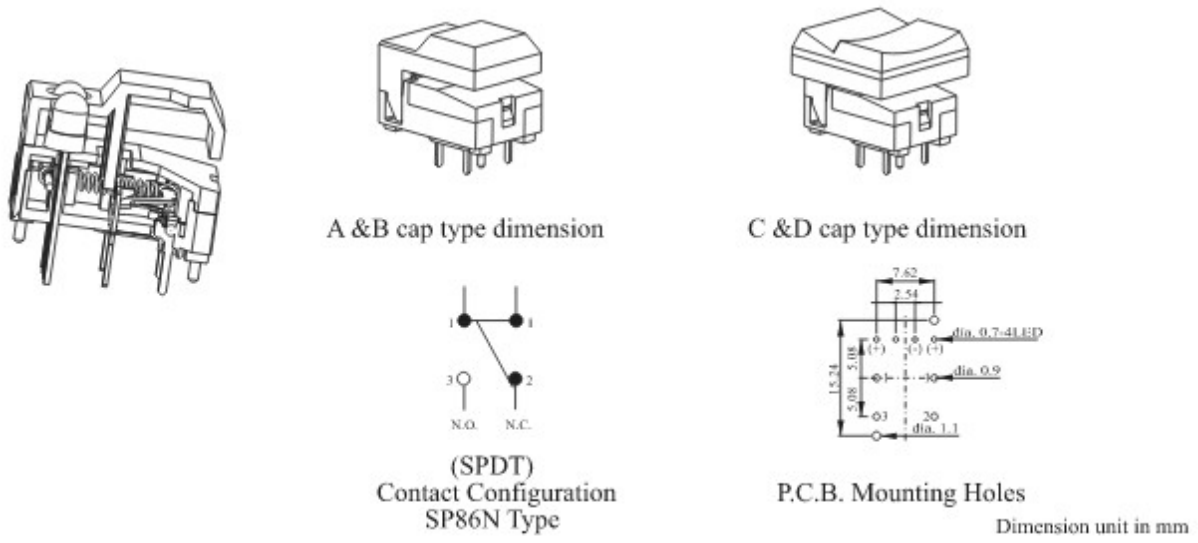 A &B cap type dimension
C &D cap type dimension
1
1
3
2
N.O.
N.C.
(SPDT)
Contact Configuration
SP86N Type
7.62
2.54
dia. 0.7-4LED
(+)
(-)
(+)
5.08
15.24
1
1
dia. 0.9
5.08
3
2
dia. 1.1
P.C.B. Mounting Holes
Dimension unit in mm